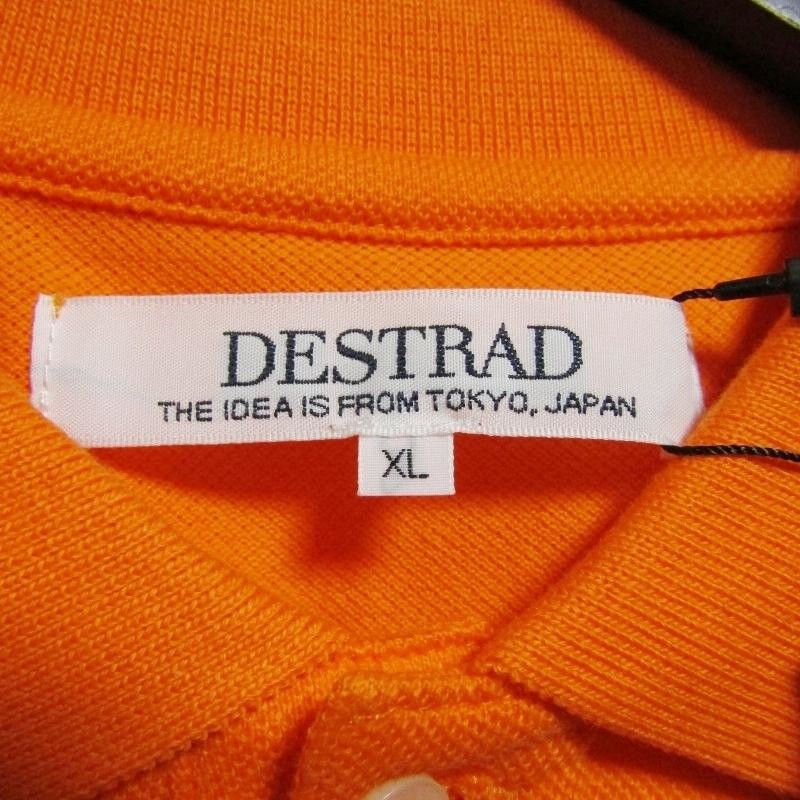 DESTRAD
THE IDEA IS FROM TOKYO, JAPAN
XL